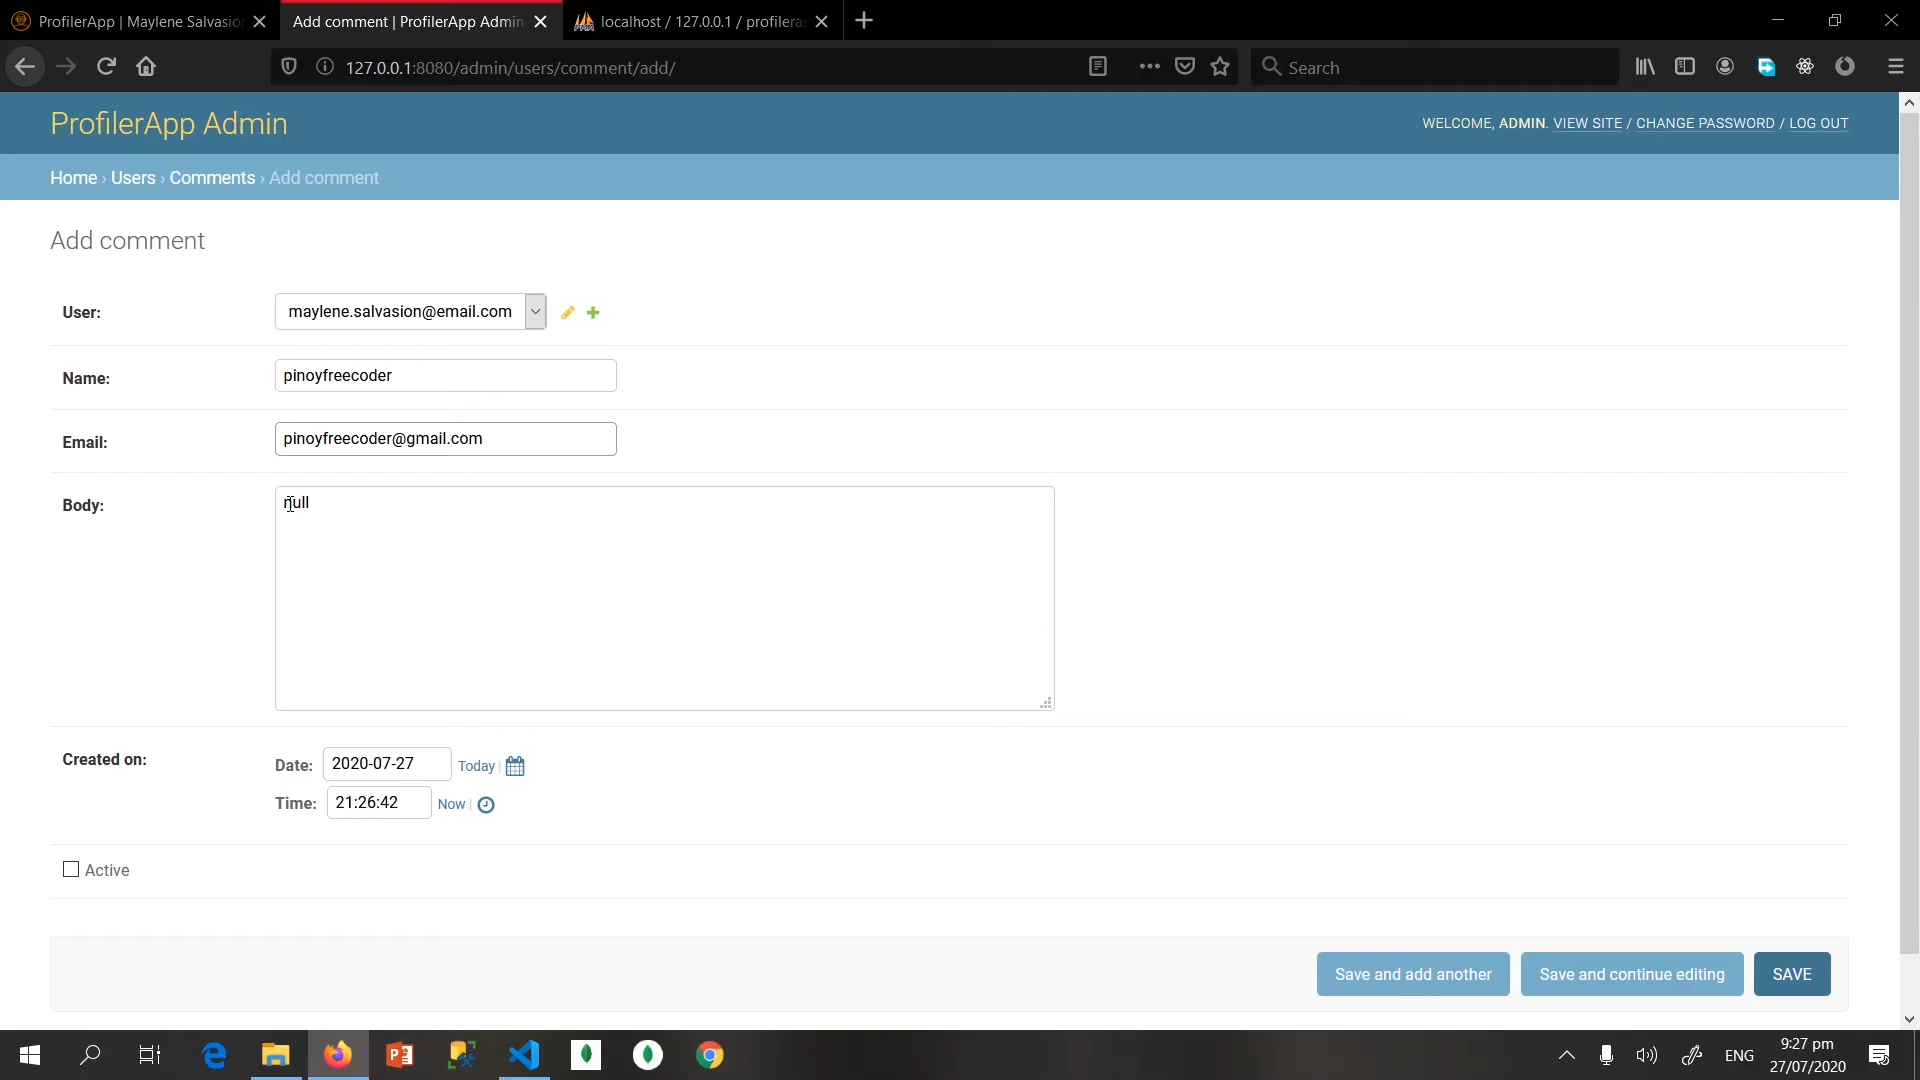 ProfilerApp | Maylene Salvasion
Add comment | ProfilerApp Admin
localhost / 127.0.0.1 / profilera
127.0.0.1:8080/admin/users/comment/add/
Search
ProfilerApp Admin
WELCOME, ADMIN. VIEW SITE / CHANGE PASSWORD / LOG OUT
Home › Users › Comments › Add comment
Add comment
User: maylene.salvasion@email.com
Name: pinoyfreecoder
Email: pinoyfreecoder@gmail.com
Body: null
Created on: Date: 2020-07-27 Today |
Time: 21:26:42 Now |
Active
Save and add another Save and continue editing SAVE
ENG 9:27 pm
27/07/2020